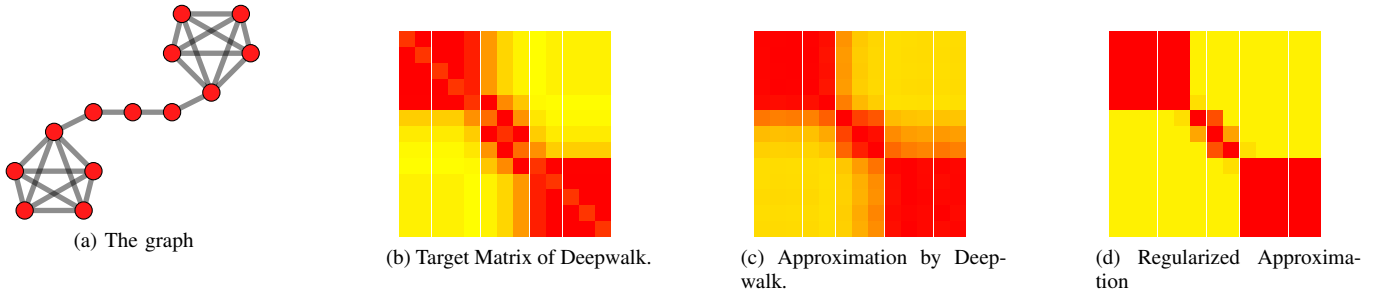 (a) The graph
(b) Target Matrix of Deepwalk.
(c) Approximation by Deep-
walk.
(d) Regularized Approxima-
tion